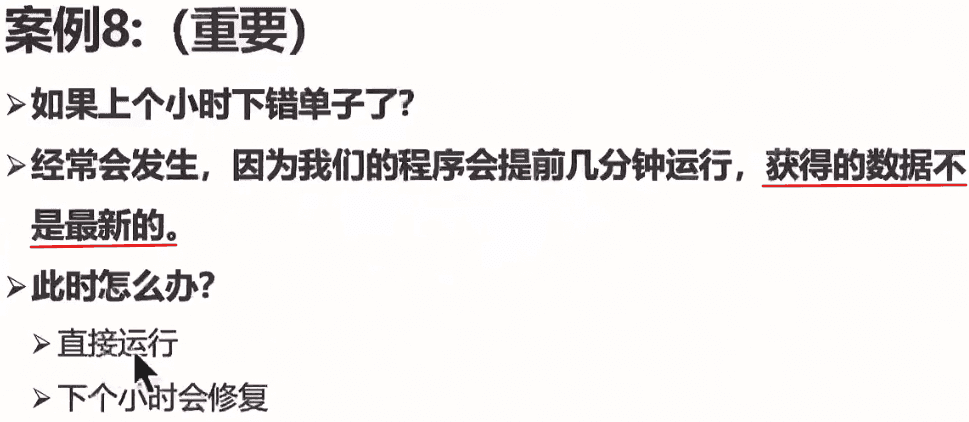 案例8:（重要）
➢如果上个小时下错单子了？
➢经常会发生，因为我们的程序会提前几分钟运行，获得的数据不
是最新的。
➢此时怎么办？
➢直接运行
➢下个小时会修复